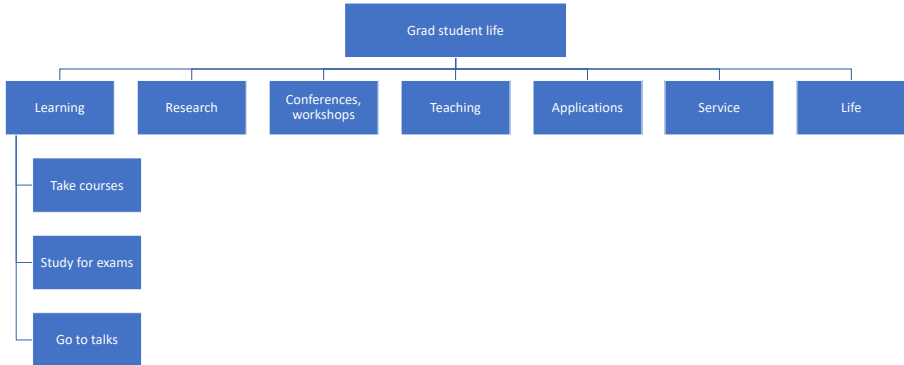 Grad student life
Learning
Research
Conferences,
workshops
Teaching
Applications
Service
Life
Take courses
Study for exams
Go to talks